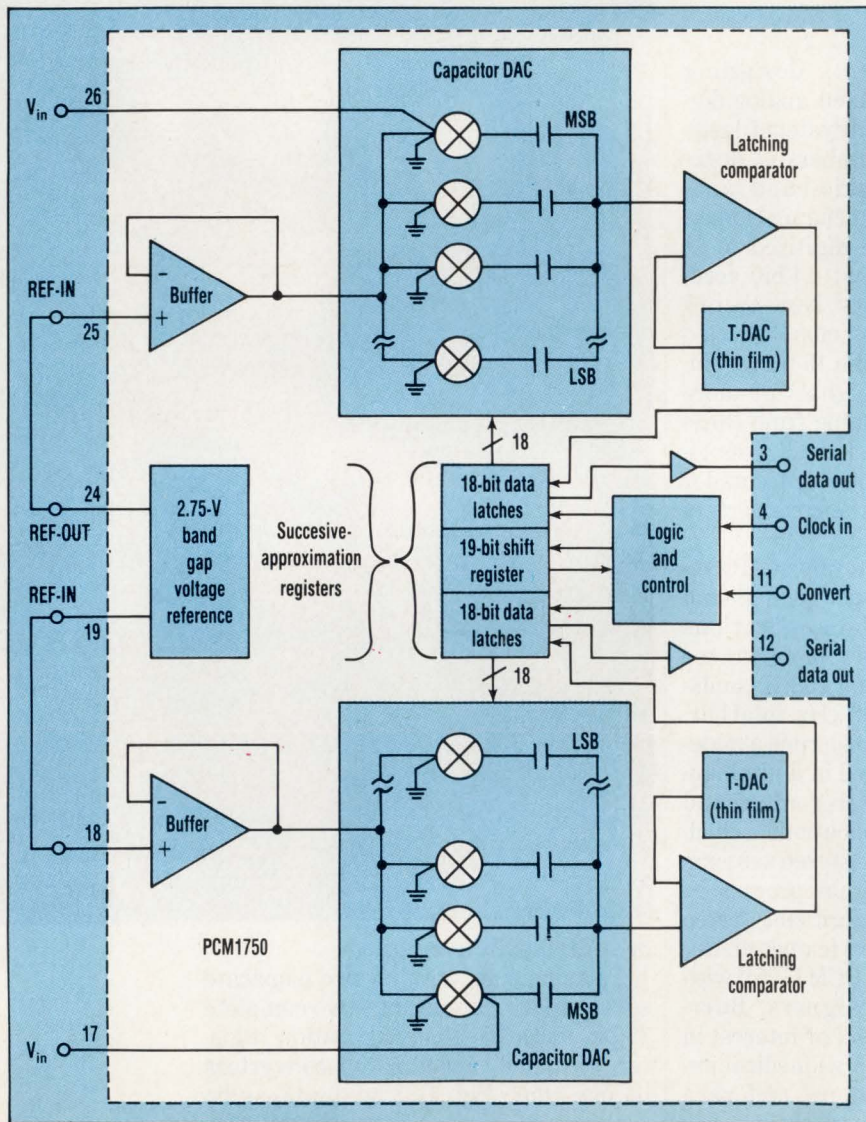 Capacitor DAC
26
V_in
MSB
Latching
comparator
REF-IN
Buffer
-
+
25
T-DAC
(thin film)
LSB
18
3
Serial
data out
24
REF-OUT
2.75-V
band
gap
voltage
reference
Succesive-
approximation
registers
18-bit data
latches
19-bit shift
register
18-bit data
latches
Logic
and
control
4
Clock in
11
Convert
12
Serial
data out
REF-IN
19
18
LSB
T-DAC
(thin film)
Buffer
-
+
18
PCM1750
Latching
comparator
MSB
Capacitor DAC
V_in
17